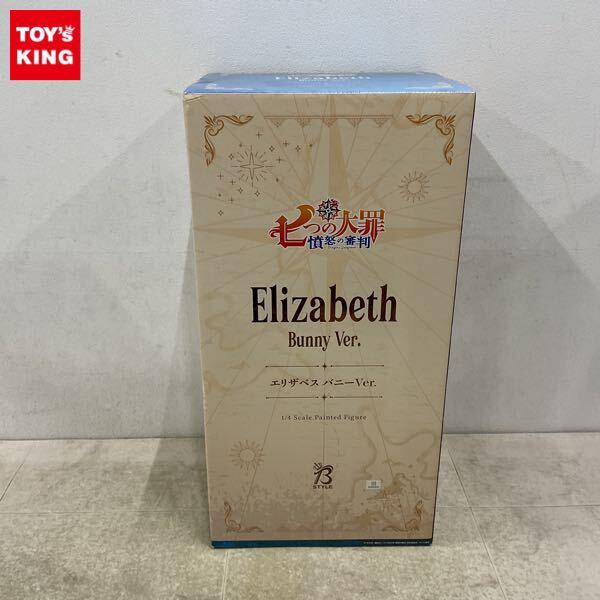 TOY's
KING
Elizabeth
七つの大罪
憤怒の審判
Elizabeth
Bunny Ver.
エリザベス バニーVer.
1/4 Scale Painted Figure
B
STYLE